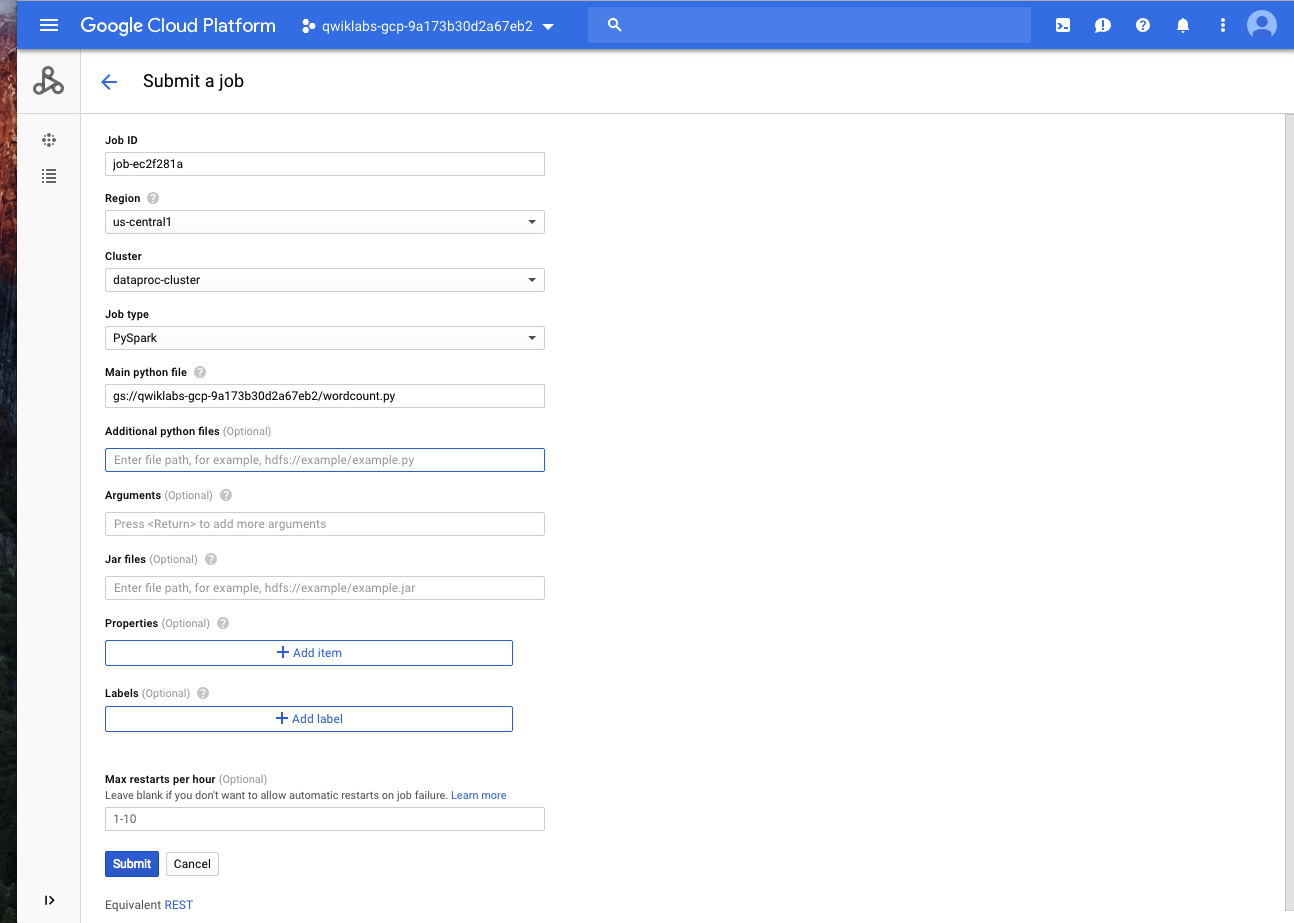 Google Cloud Platform
qwiklabs-gcp-9a173b30d2a67eb2
Submit a job
Job ID
job-ec2f281a
Region
us-central1
Cluster
dataproc-cluster
Job type
PySpark
Main python file
gs://qwiklabs-gcp-9a173b30d2a67eb2/wordcount.py
Additional python files (Optional)
Enter file path, for example, hdfs://example/example.py
Arguments (Optional)
Press <Return> to add more arguments
Jar files (Optional)
Enter file path, for example, hdfs://example/example.jar
Properties (Optional)
+ Add item
Labels (Optional)
+ Add label
Max restarts per hour (Optional)
Leave blank if you don't want to allow automatic restarts on job failure. Learn more
1-10
Submit Cancel
Equivalent REST